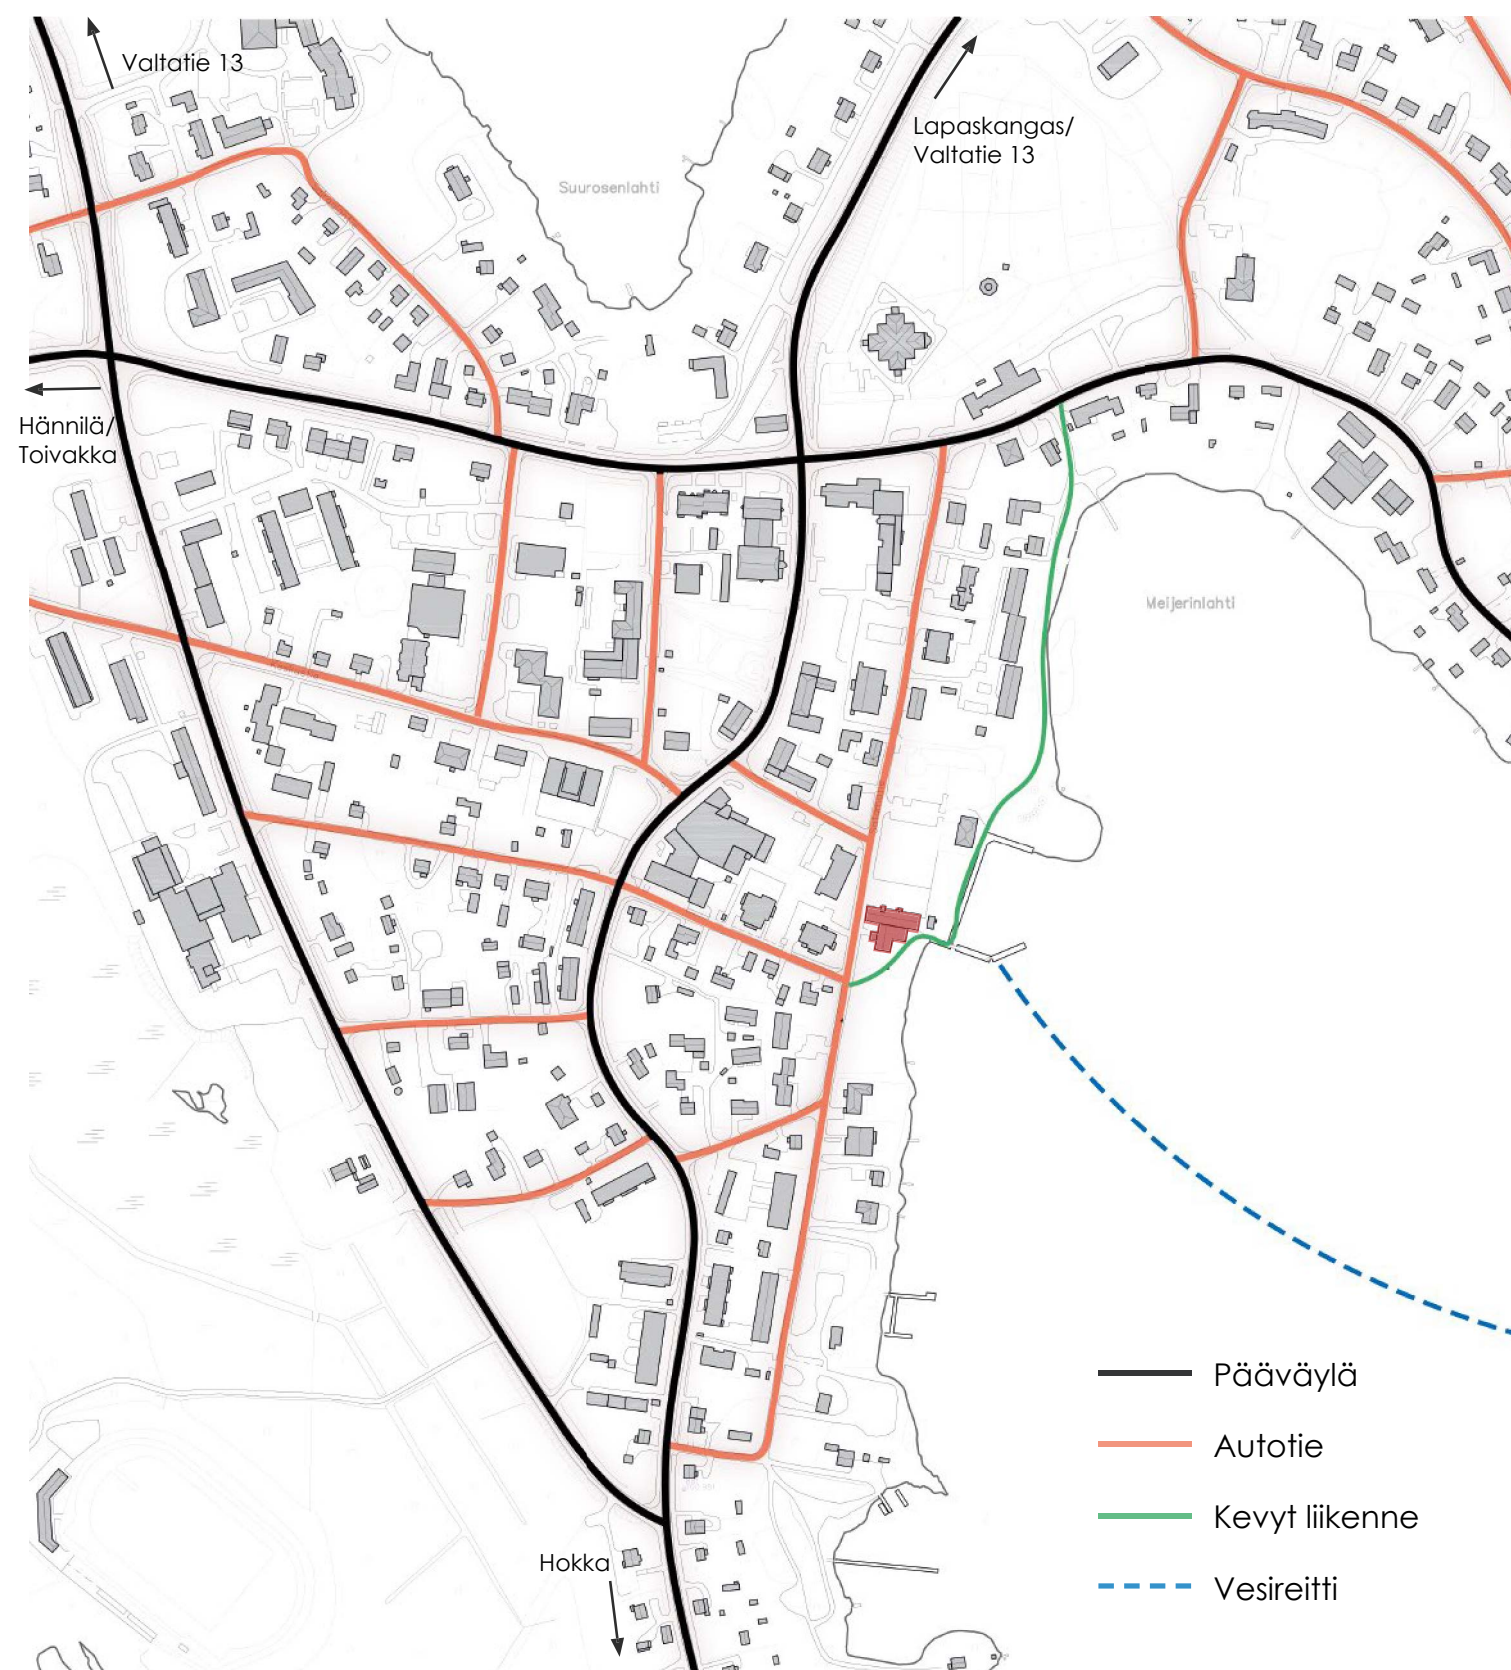 Valtatie 13
Lapaskangas/
Valtatie 13
Suurosenlahti
Hännilä/
Toivakka
Meijerinlahti
Pääväylä
Autotie
Kevyt liikenne
Vesireitti
Hokka